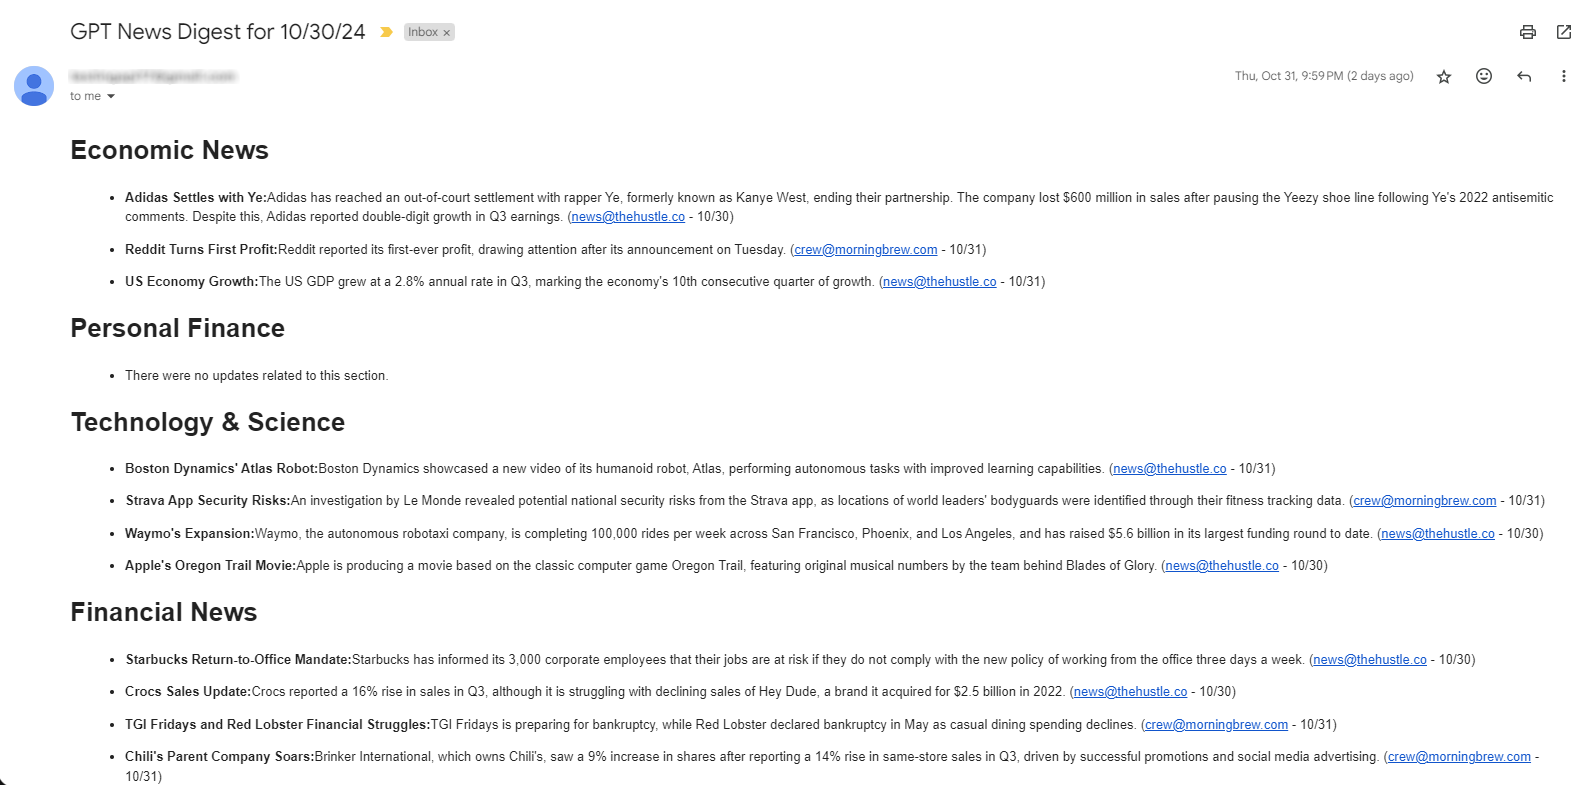 GPT News Digest for 10/30/24
Inbox ×
Thu, Oct 31, 9:59 PM (2 days ago)
to me
Economic News
• Adidas Settles with Ye:Adidas has reached an out-of-court settlement with rapper Ye, formerly known as Kanye West, ending their partnership. The company lost $600 million in sales after pausing the Yeezy shoe line following Ye's 2022 antisemitic
comments. Despite this, Adidas reported double-digit growth in Q3 earnings. (news@thehustle.co - 10/30)
• Reddit Turns First Profit:Reddit reported its first-ever profit, drawing attention after its announcement on Tuesday. (crew@morningbrew.com - 10/31)
• US Economy Growth:The US GDP grew at a 2.8% annual rate in Q3, marking the economy's 10th consecutive quarter of growth. (news@thehustle.co - 10/31)
Personal Finance
• There were no updates related to this section.
Technology & Science
• Boston Dynamics' Atlas Robot:Boston Dynamics showcased a new video of its humanoid robot, Atlas, performing autonomous tasks with improved learning capabilities. (news@thehustle.co - 10/31)
• Strava App Security Risks:An investigation by Le Monde revealed potential national security risks from the Strava app, as locations of world leaders' bodyguards were identified through their fitness tracking data. (crew@morningbrew.com - 10/31)
• Waymo's Expansion:Waymo, the autonomous robotaxi company, is completing 100,000 rides per week across San Francisco, Phoenix, and Los Angeles, and has raised $5.6 billion in its largest funding round to date. (news@thehustle.co - 10/30)
• Apple's Oregon Trail Movie:Apple is producing a movie based on the classic computer game Oregon Trail, featuring original musical numbers by the team behind Blades of Glory. (news@thehustle.co - 10/30)
Financial News
• Starbucks Return-to-Office Mandate:Starbucks has informed its 3,000 corporate employees that their jobs are at risk if they do not comply with the new policy of working from the office three days a week. (news@thehustle.co - 10/30)
• Crocs Sales Update:Crocs reported a 16% rise in sales in Q3, although it is struggling with declining sales of Hey Dude, a brand it acquired for $2.5 billion in 2022. (news@thehustle.co - 10/30)
• TGI Fridays and Red Lobster Financial Struggles:TGI Fridays is preparing for bankruptcy, while Red Lobster declared bankruptcy in May as casual dining spending declines. (crew@morningbrew.com - 10/31)
• Chili's Parent Company Soars:Brinker International, which owns Chili's, saw a 9% increase in shares after reporting a 14% rise in same-store sales in Q3, driven by successful promotions and social media advertising. (crew@morningbrew.com -
10/31)